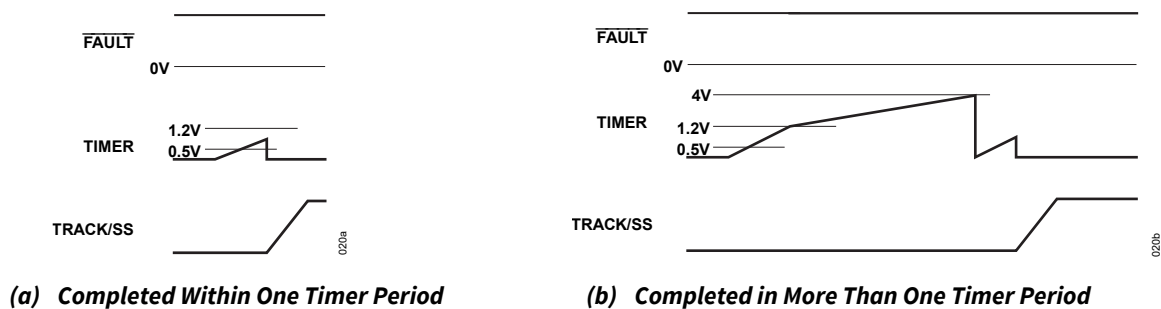 FAULT
0V
TIMER
1.2V
0.5V
TRACK/SS
020a
(a) Completed Within One Timer Period
FAULT
0V
4V
TIMER
1.2V
0.5V
TRACK/SS
020b
(b) Completed in More Than One Timer Period